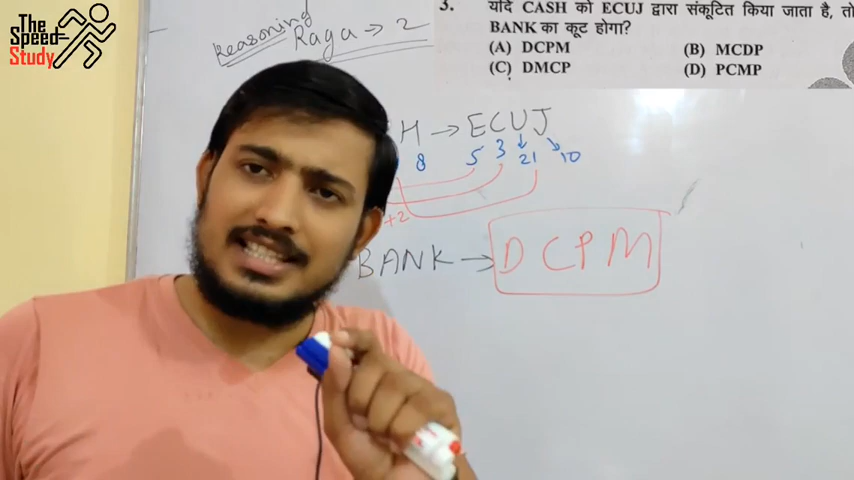 The
Speed
Study
Reasoning
Raga → 2
3. यदि CASH को ECUJ द्वारा संकूटित किया जाता है, तो
BANK का कूट होगा?
(A) DCPM (B) MCDP
(C) DMCP (D) PCMP
H → ECUJ
8 5 3 21 10
+2
BANK → DCPM